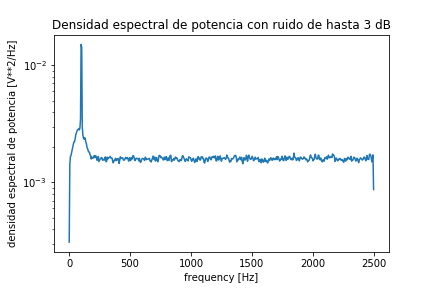 Densidad espectral de potencia con ruido de hasta 3 dB
densidad espectral de potencia [V**2/Hz]
10⁻²
10⁻³
0 500 1000 1500 2000 2500
frequency [Hz]